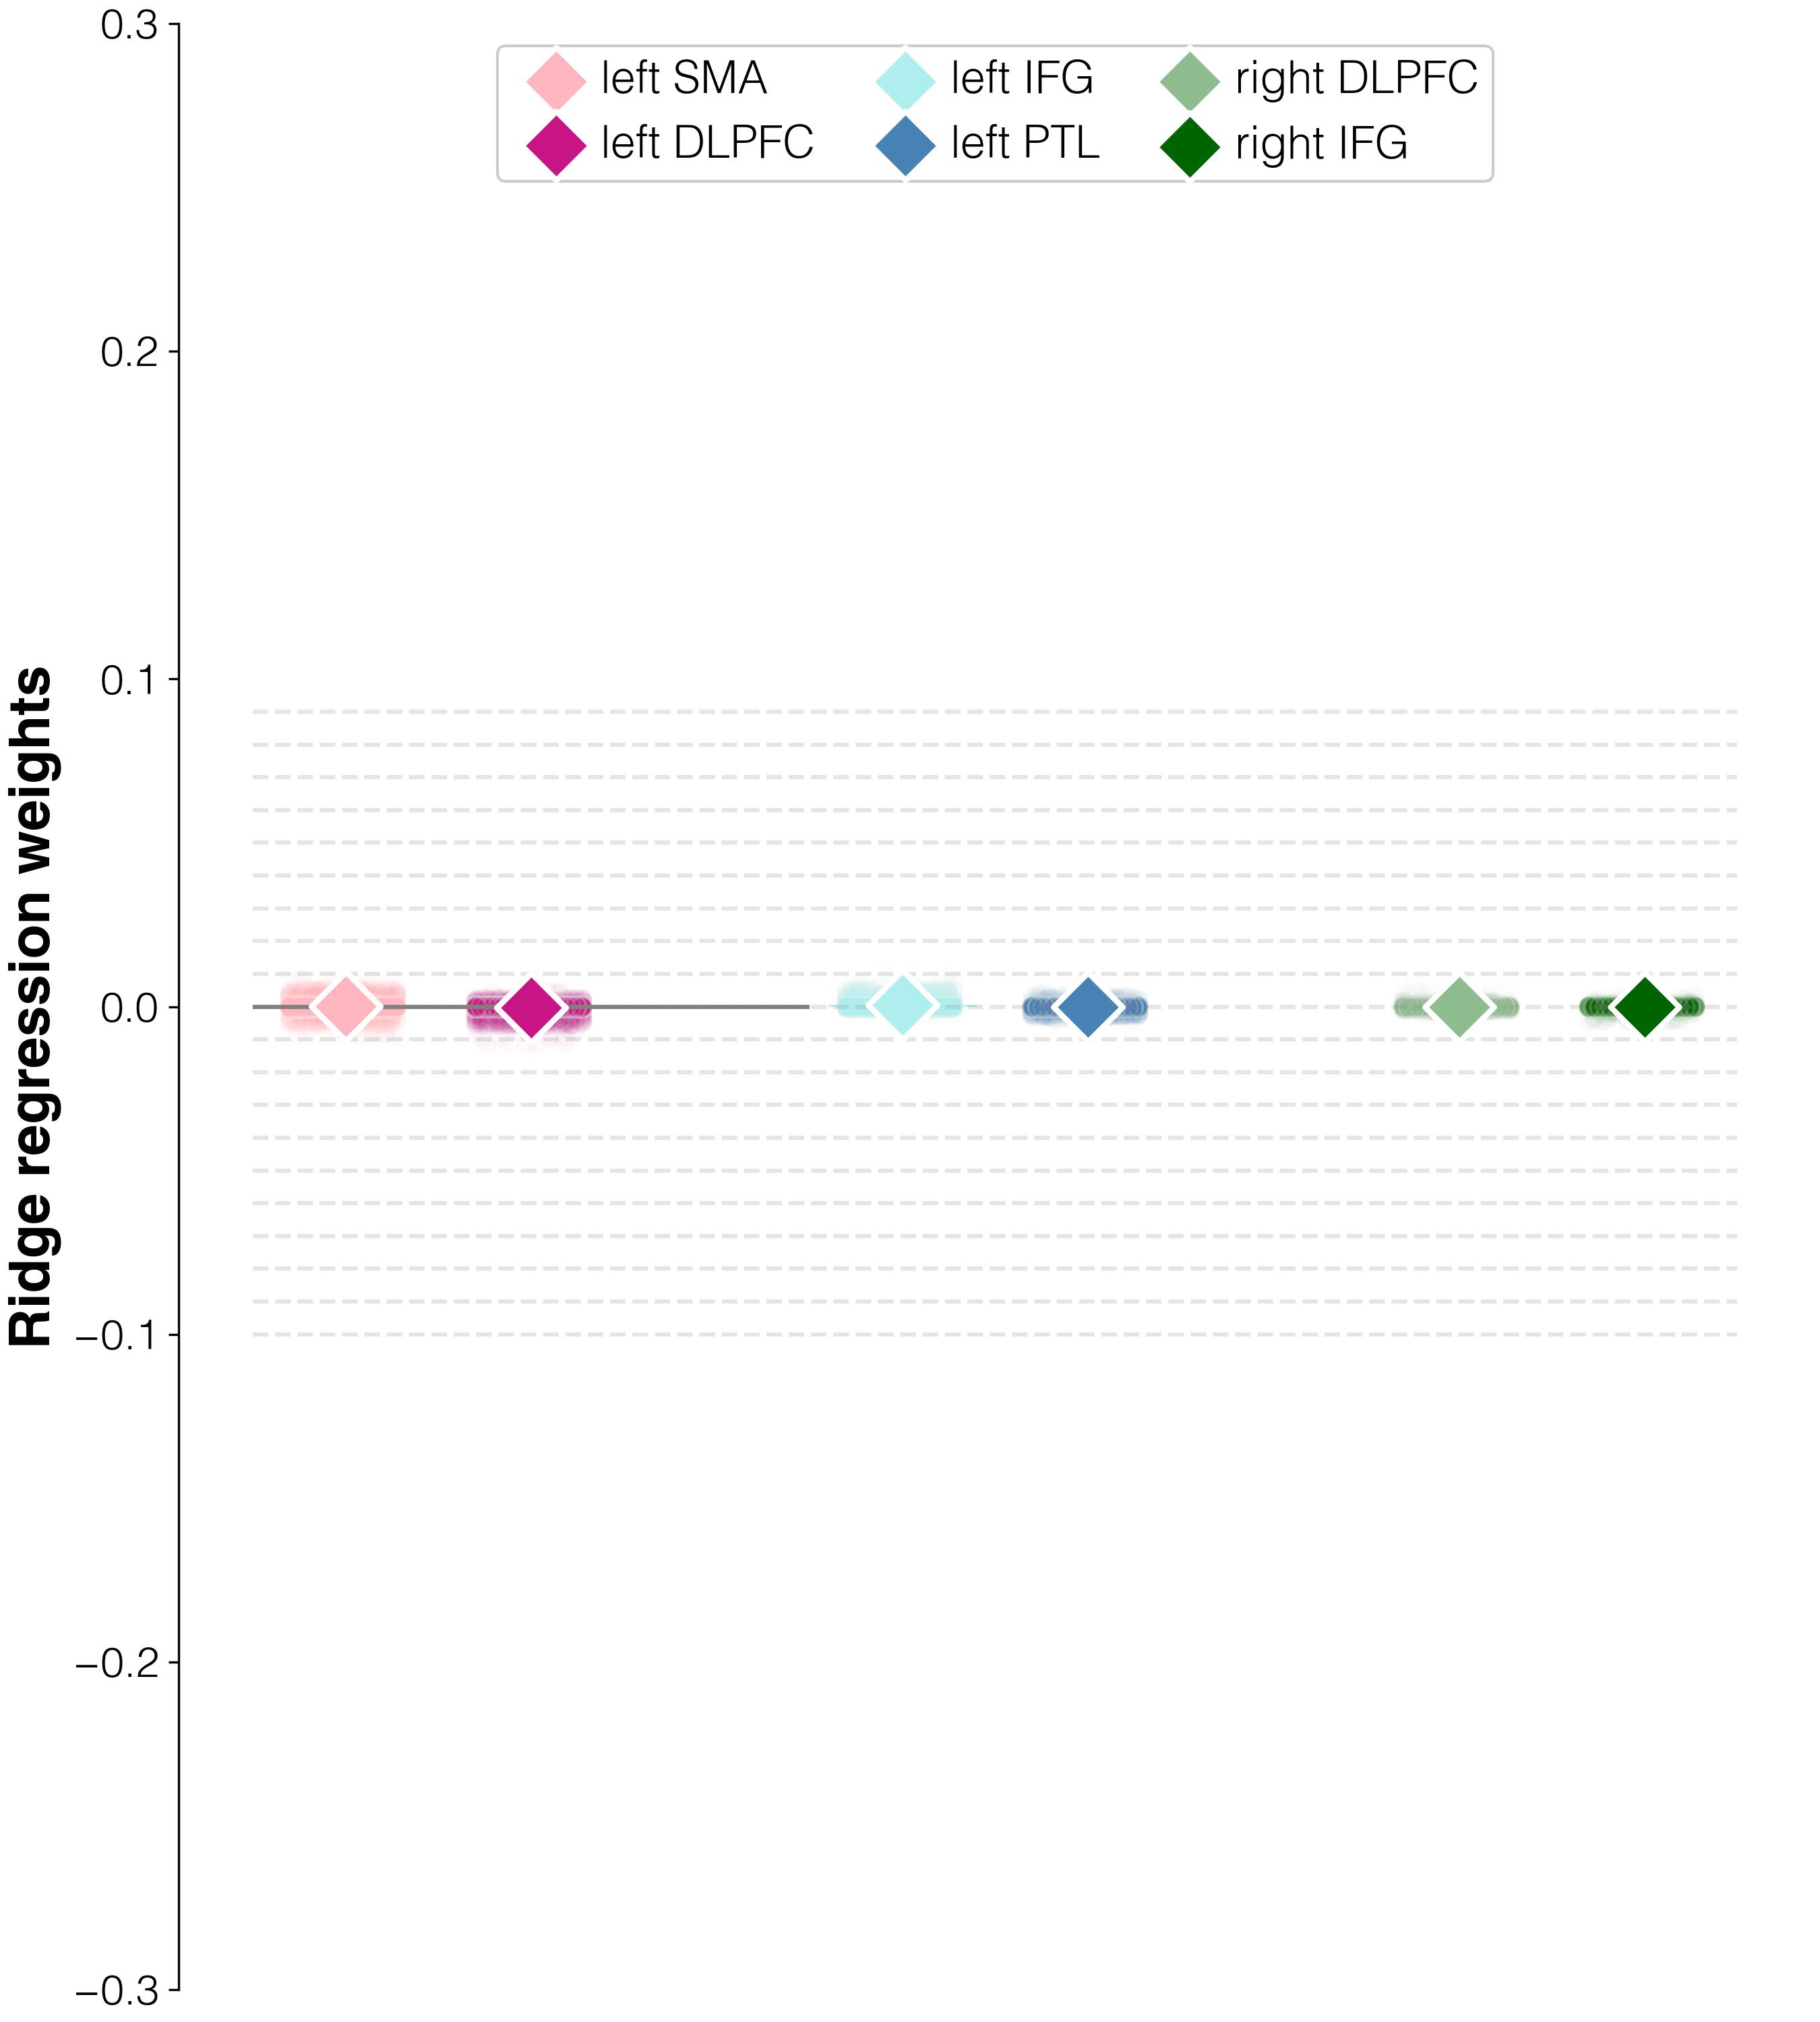 0.3
left SMA
left IFG
right DLPFC
left DLPFC
left PTL
right IFG
0.2
0.1
Ridge regression weights
0.0
−0.1
−0.2
−0.3